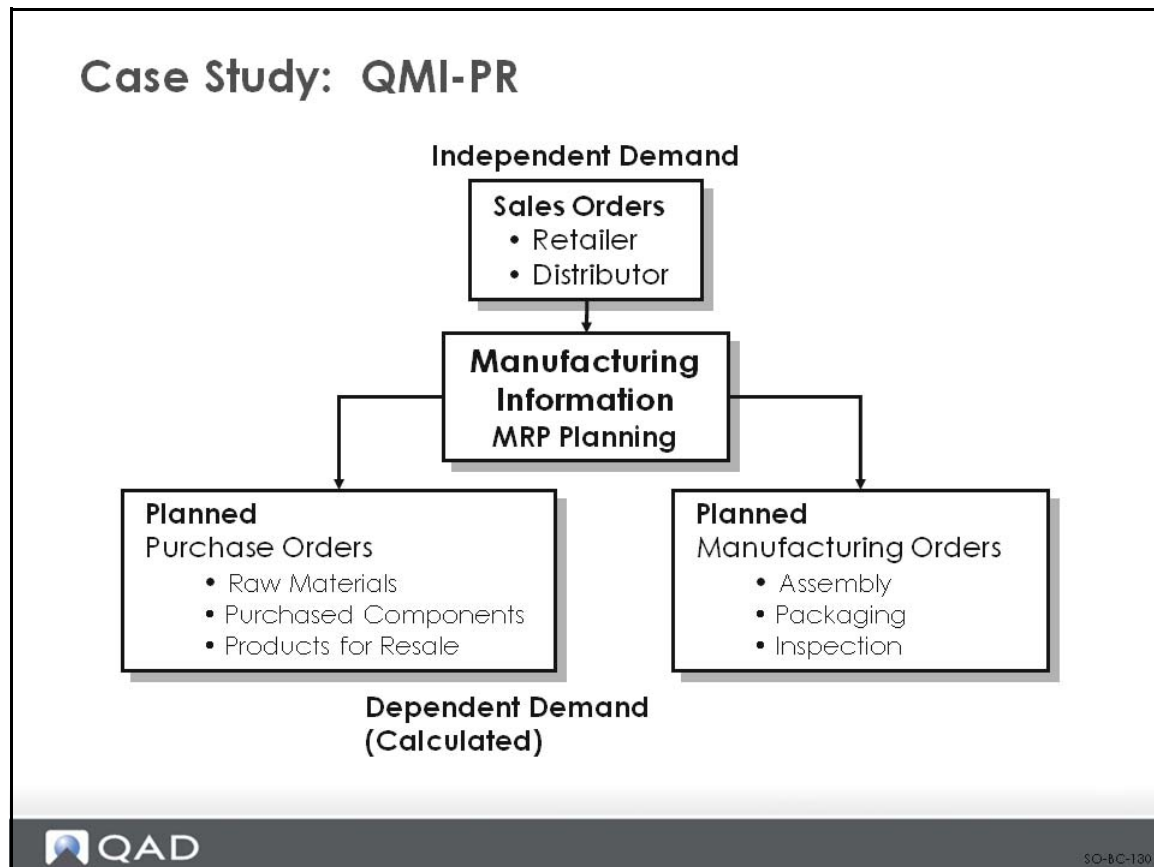 Case Study: QMI-PR
Independent Demand
Sales Orders
• Retailer
• Distributor
Manufacturing
Information
MRP Planning
Planned
Purchase Orders
• Raw Materials
• Purchased Components
• Products for Resale
Planned
Manufacturing Orders
• Assembly
• Packaging
• Inspection
Dependent Demand
(Calculated)
QAD
SO-BC-130